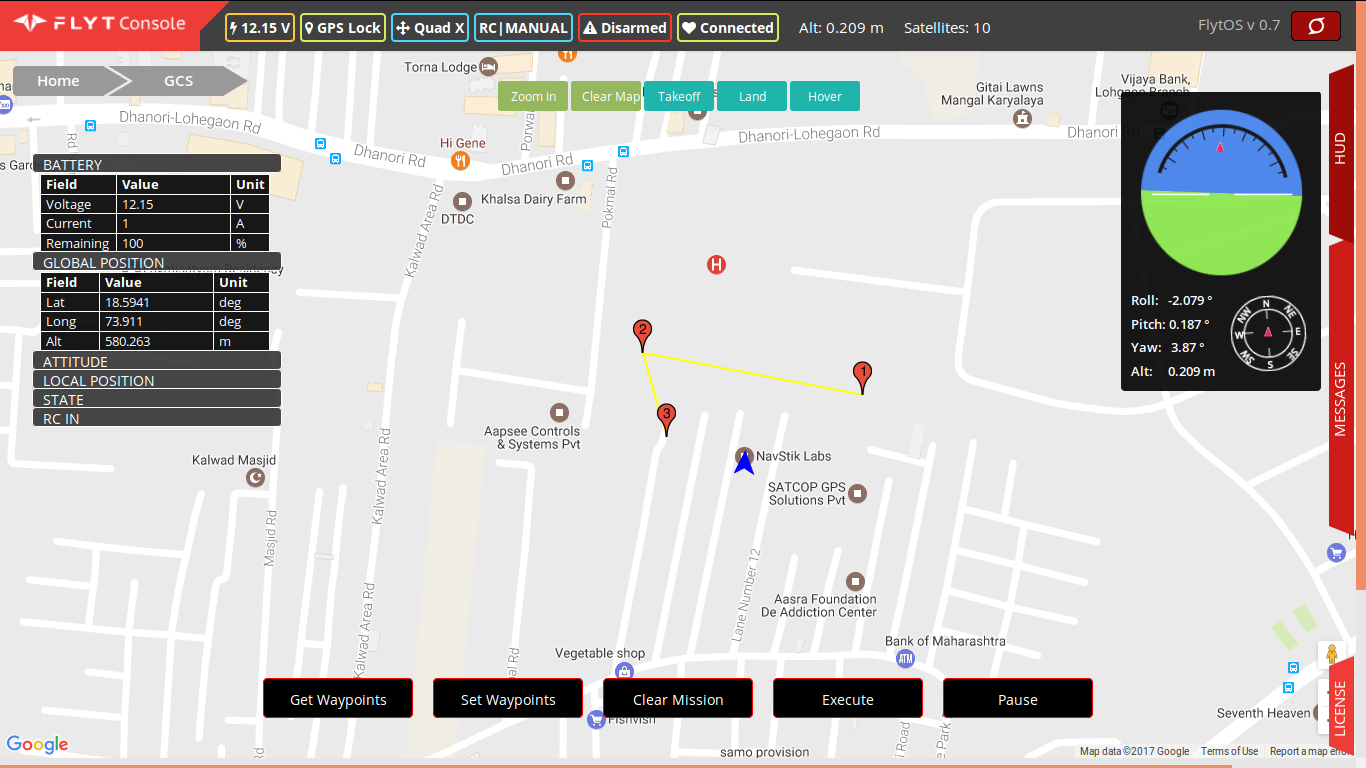 FLYT Console
12.15 V
GPS Lock
Quad X
RC|MANUAL
Disarmed
Connected
Alt: 0.209 m
Satellites: 10
FlytOS v 0.7
Home
GCS
Zoom in
Clear Map
Takeoff
Land
Hover
Torna Lodge
Gitai Lawns
Mangal Karyalaya
Vijaya Bank,
Lohgaon Branch
Dhanori-Lohegaon Rd
Dhanori Rd
Hi Gene
Dhanori Rd
Dhanori-Lohegaon Rd
Dhanori Rd
Khalsa Dairy Farm
DTDC
Pokmal Rd
Kalwad Area Rd
BATTERY
Field Value Unit
Voltage 12.15 V
Current 1 A
Remaining 100 %
GLOBAL POSITION
Field Value Unit
Lat 18.5941 deg
Long 73.911 deg
Alt 580.263 m
ATTITUDE
LOCAL POSITION
STATE
RC IN
H
2
1
3
Roll: -2.079 °
Pitch: 0.187 °
Yaw: 3.87 °
Alt: 0.209 m
N
NE
E
SE
S
SW
W
NW
HUD
MESSAGES
LICENSE
Aapsee Controls
& Systems Pvt
NavStik Labs
SATCOP GPS
Solutions Pvt
Kalwad Masjid
Kalwad Area Rd
Masjid Rd
Lane Number 12
Aasra Foundation
De Addiction Center
Kalwad Area Rd
Vegetable shop
Bank of Maharashtra
ATM
Get Waypoints
Set Waypoints
Clear Mission
Execute
Pause
Fishvish
Seventh Heaven
samo provision
Google
Map data ©2017 Google
Terms of Use
Report a map